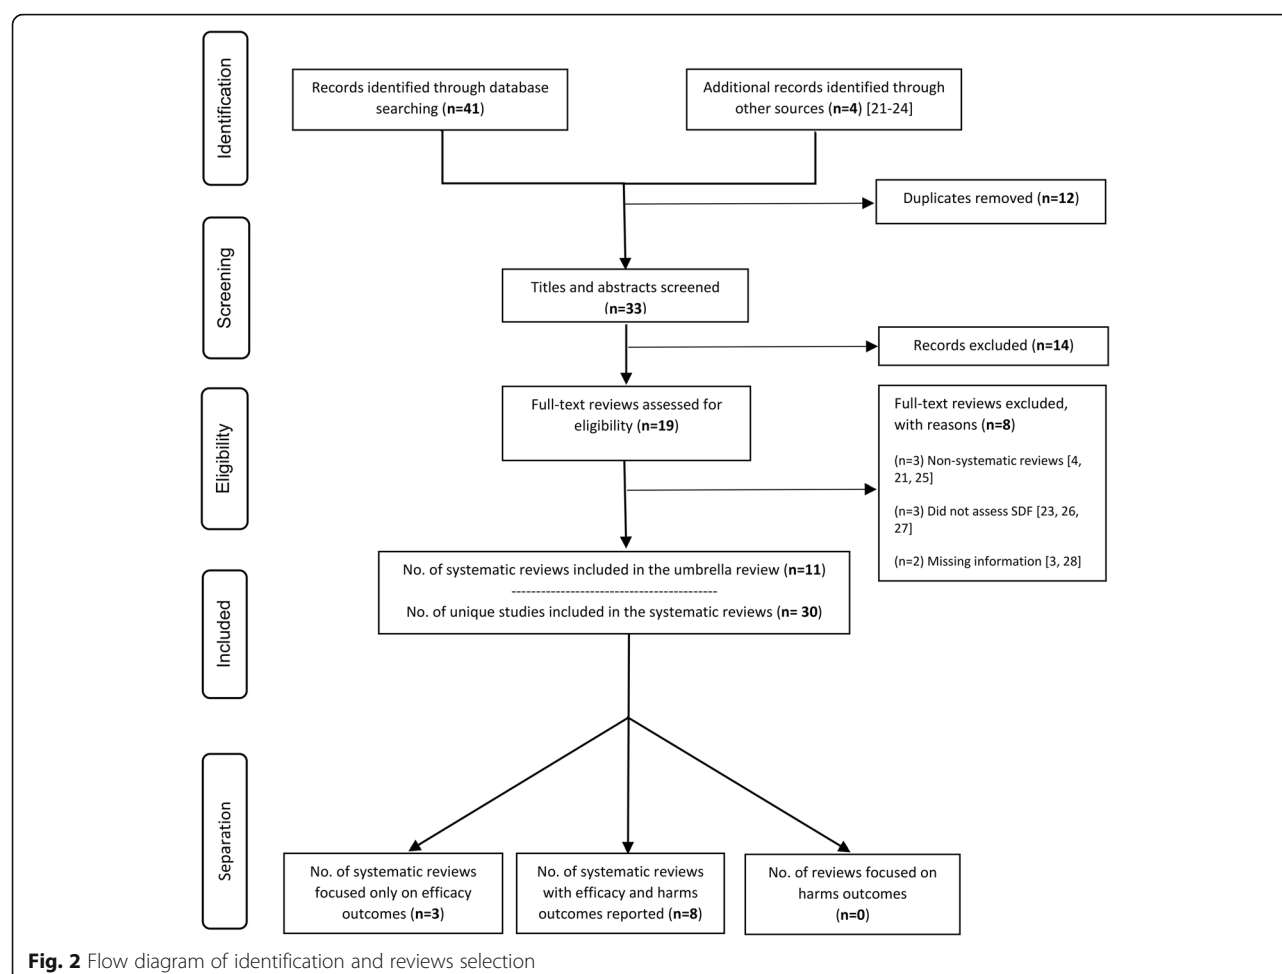 Identification
Records identified through database
searching (n=41)
Additional records identified through
other sources (n=4) [21-24]
Duplicates removed (n=12)
Screening
Titles and abstracts screened
(n=33)
Records excluded (n=14)
Eligibility
Full-text reviews assessed for
eligibility (n=19)
Full-text reviews excluded,
with reasons (n=8)
(n=3) Non-systematic reviews [4,
21, 25]
(n=3) Did not assess SDF [23, 26,
27]
(n=2) Missing information [3, 28]
Included
No. of systematic reviews included in the umbrella review (n=11)
------------------------------------------
No. of unique studies included in the systematic reviews (n= 30)
Separation
No. of systematic reviews
focused only on efficacy
outcomes (n=3)
No. of systematic reviews
with efficacy and harms
outcomes reported (n=8)
No. of reviews focused on
harms outcomes
(n=0)
Fig. 2 Flow diagram of identification and reviews selection